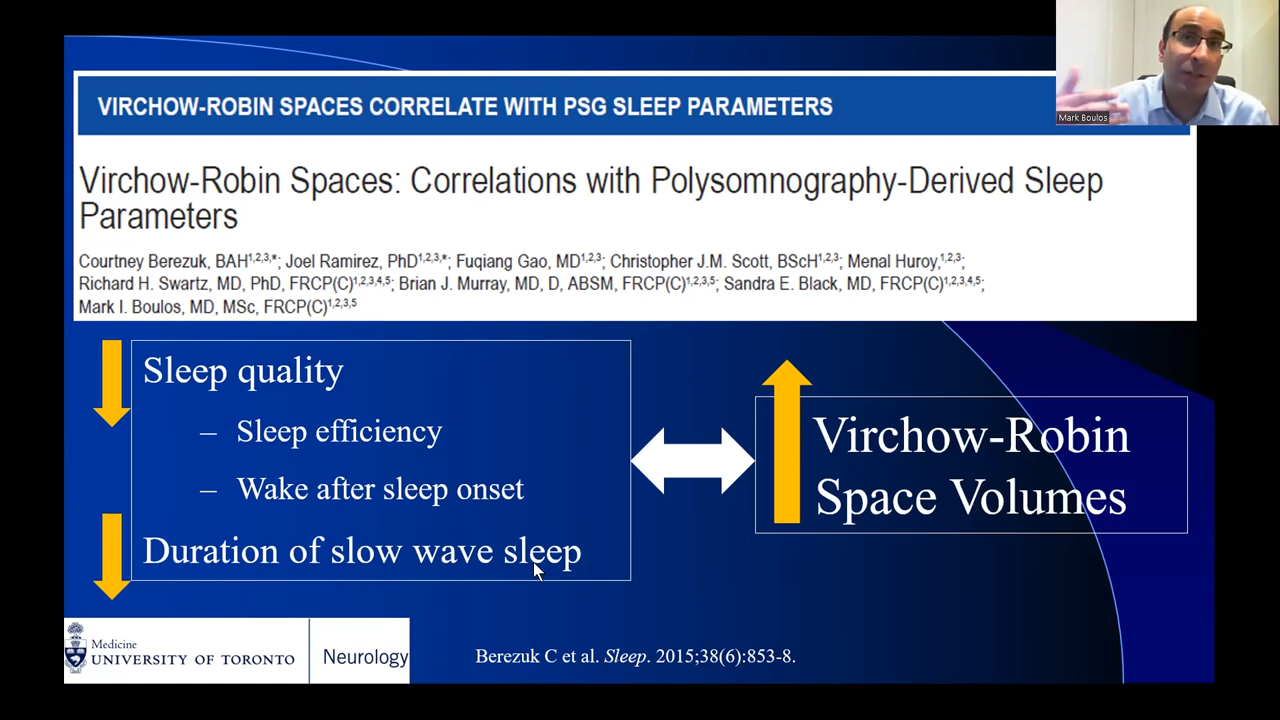 VIRCHOW-ROBIN SPACES CORRELATE WITH PSG SLEEP PARAMETERS
Mark Boulos
Virchow-Robin Spaces: Correlations with Polysomnography-Derived Sleep
Parameters
Courtney Berezuk, BAH1,2,3,*; Joel Ramirez, PhD1,2,3,*; Fuqiang Gao, MD1,2,3; Christopher J.M. Scott, BScH1,2,3; Menal Huroy,1,2,3;
Richard H. Swartz, MD, PhD, FRCP(C)1,2,3,4,5; Brian J. Murray, MD, D, ABSM, FRCP(C)1,2,3,5; Sandra E. Black, MD, FRCP(C)1,2,3,4,5;
Mark I. Boulos, MD, MSc, FRCP(C)1,2,3,5
Sleep quality
– Sleep efficiency
– Wake after sleep onset
Duration of slow wave sleep
Virchow-Robin
Space Volumes
Medicine
UNIVERSITY OF TORONTO
Neurology
Berezuk C et al. Sleep. 2015;38(6):853-8.